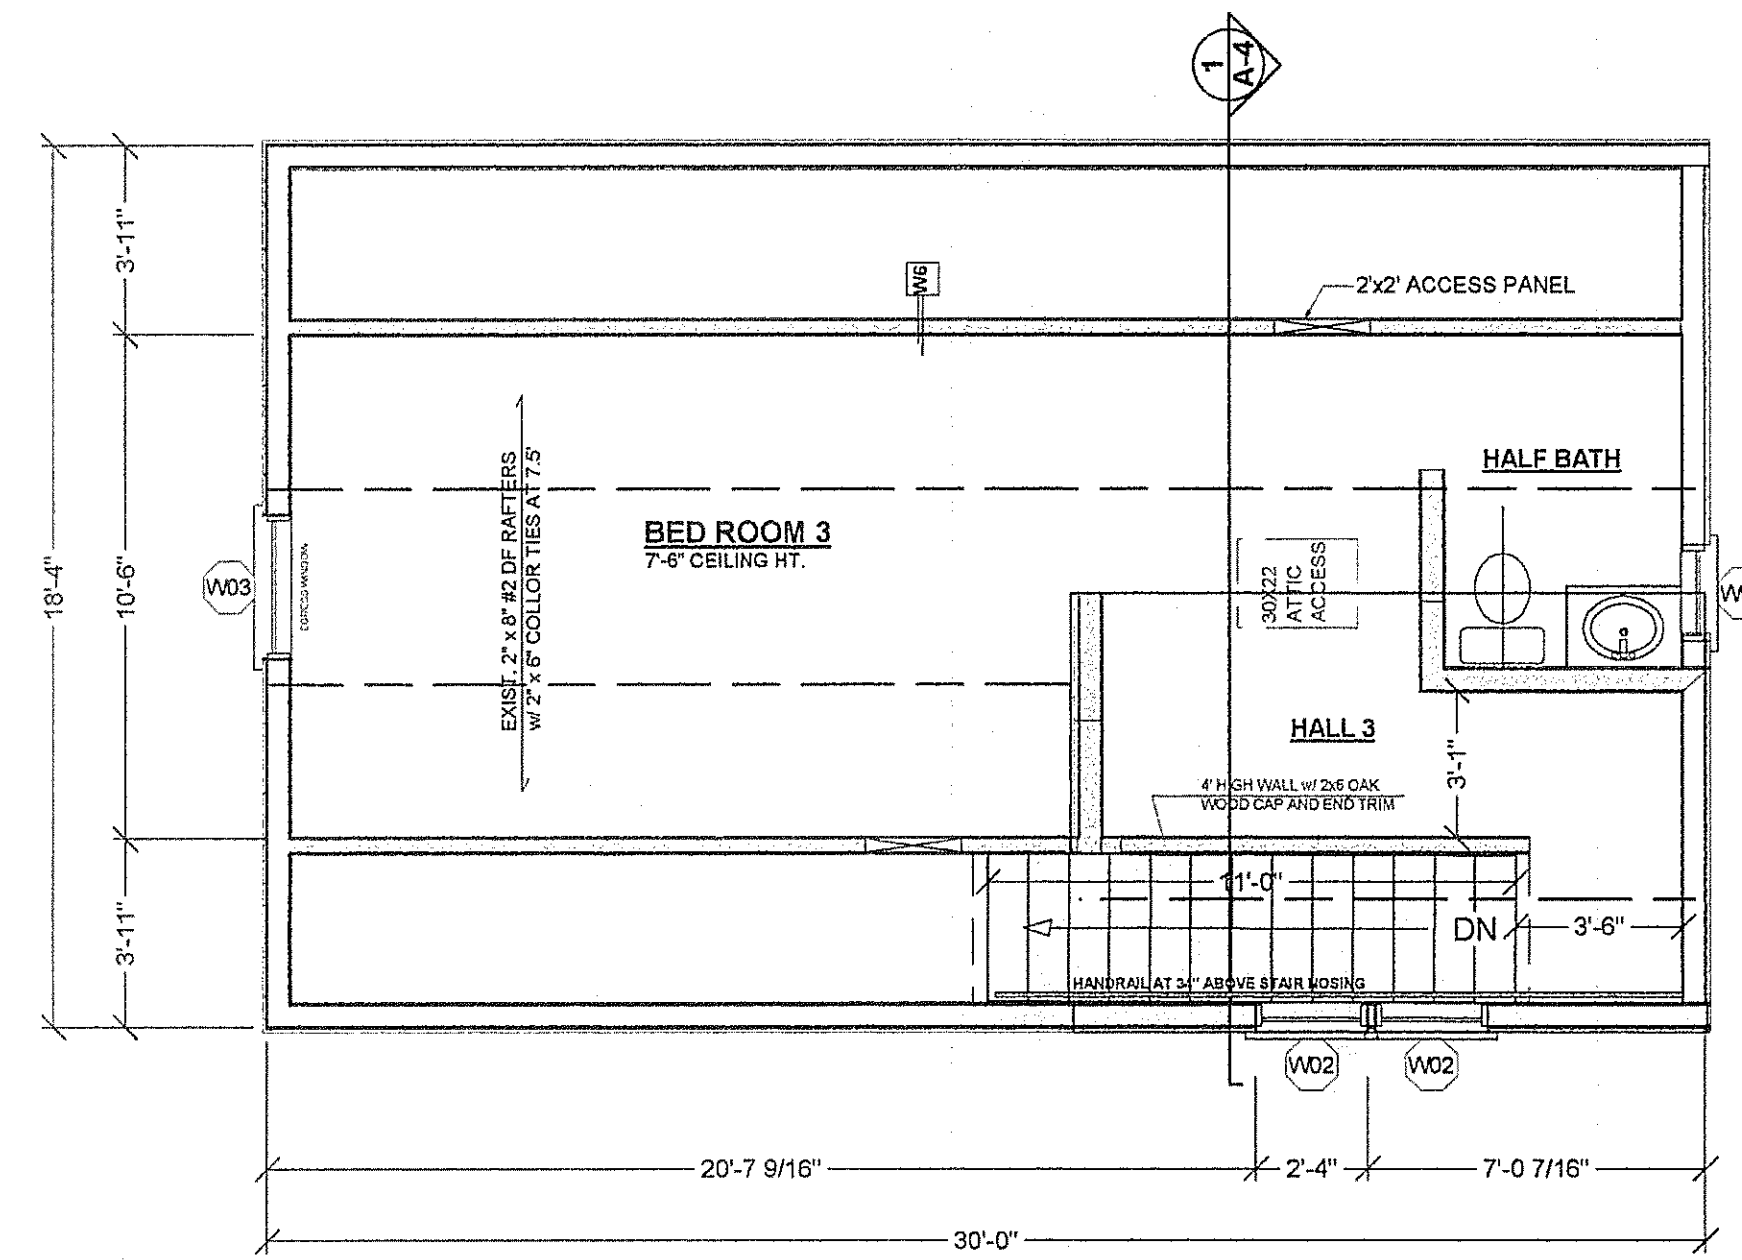 1
A-4
3'-11"
W6
2'x2' ACCESS PANEL
HALF BATH
EXIST. 2" x 8" #2 DF RAFTERS
w/ 2" x 6" COLLOR TIES AT 7.5'
BED ROOM 3
7'-6" CEILING HT.
18'-4"
10'-6"
W03
EGRESS WINDOW
30X22
ATTIC
ACCESS
W
HALL 3
3'-1"
4' HIGH WALL w/ 2x6 OAK
WOOD CAP AND END TRIM
11'-0"
3'-11"
DN
3'-6"
HANDRAIL AT 34" ABOVE STAIR NOSING
W02
W02
20'-7 9/16"
2'-4"
7'-0 7/16"
30'-0"